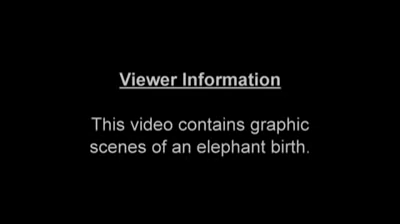 Viewer Information
This video contains graphic
scenes of an elephant birth.